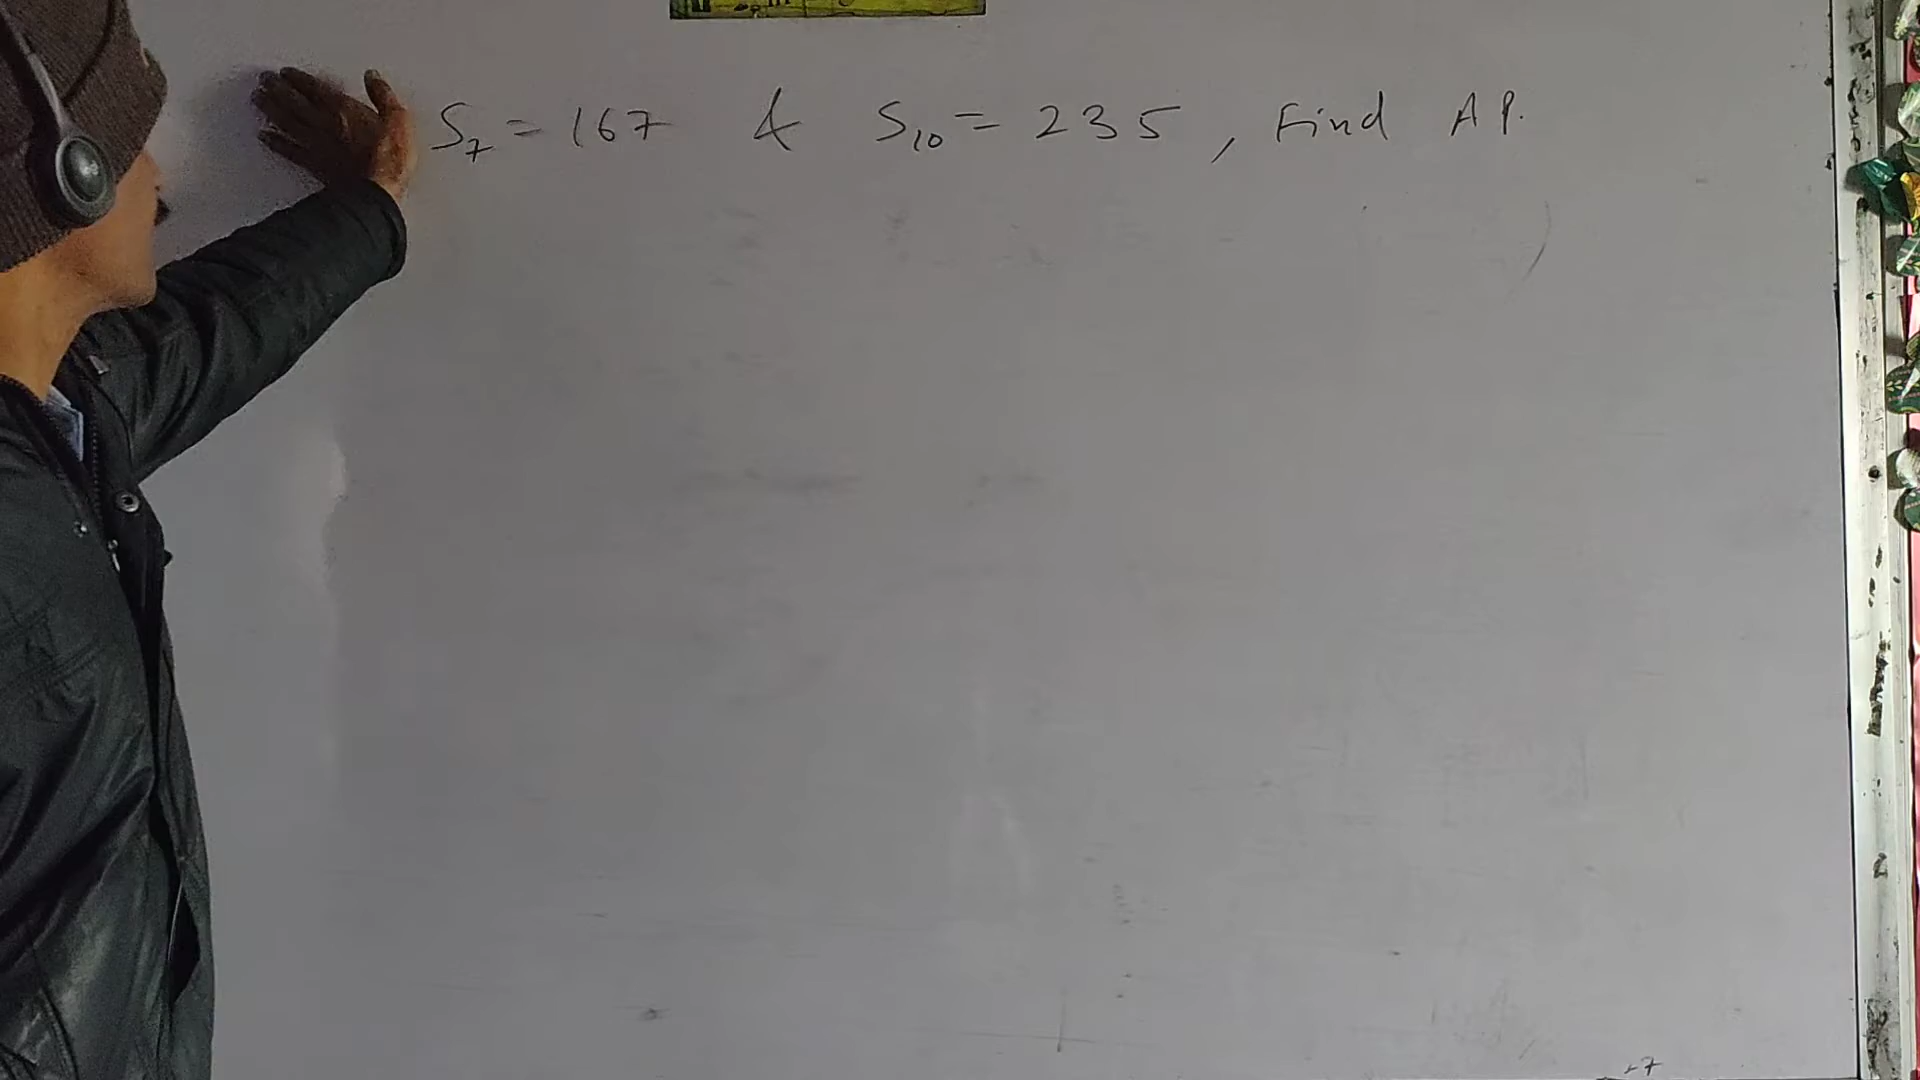 S₇ = 167 & S₁₀ = 235, Find AP.